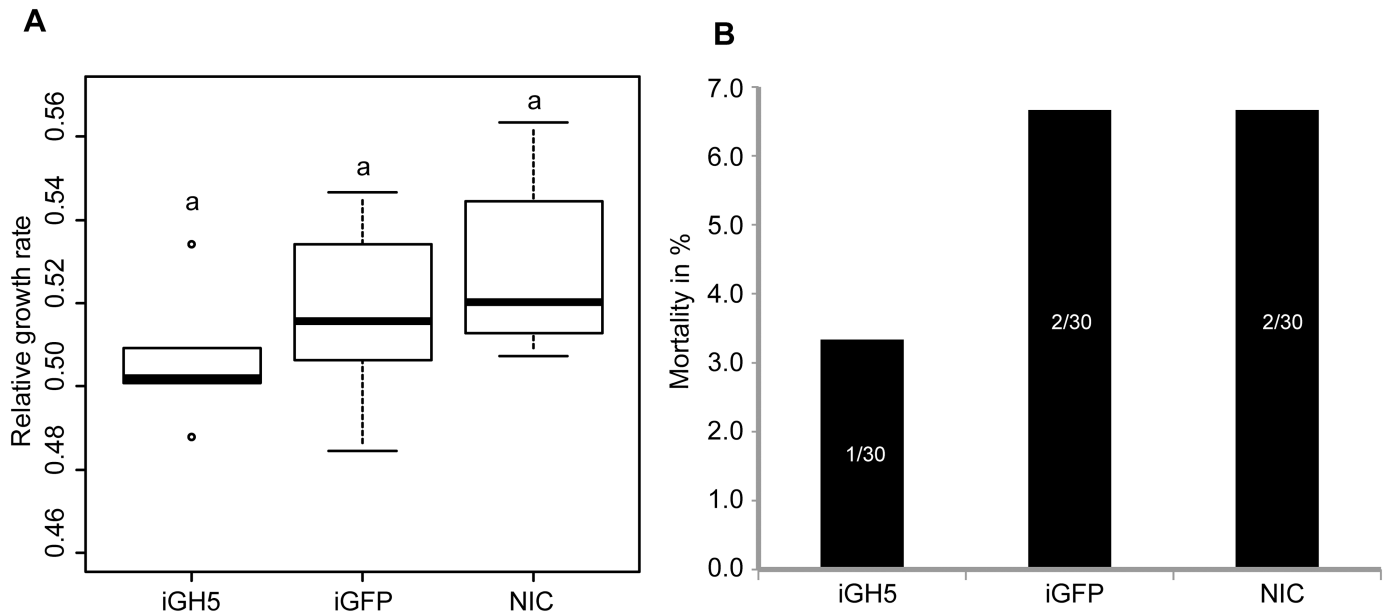 A
Relative growth rate
0.56
0.54
0.52
0.50
0.48
0.46
a
a
a
iGH5
iGFP
NIC
B
Mortality in %
7.0
6.0
5.0
4.0
3.0
2.0
1.0
0.0
1/30
2/30
2/30
iGH5
iGFP
NIC